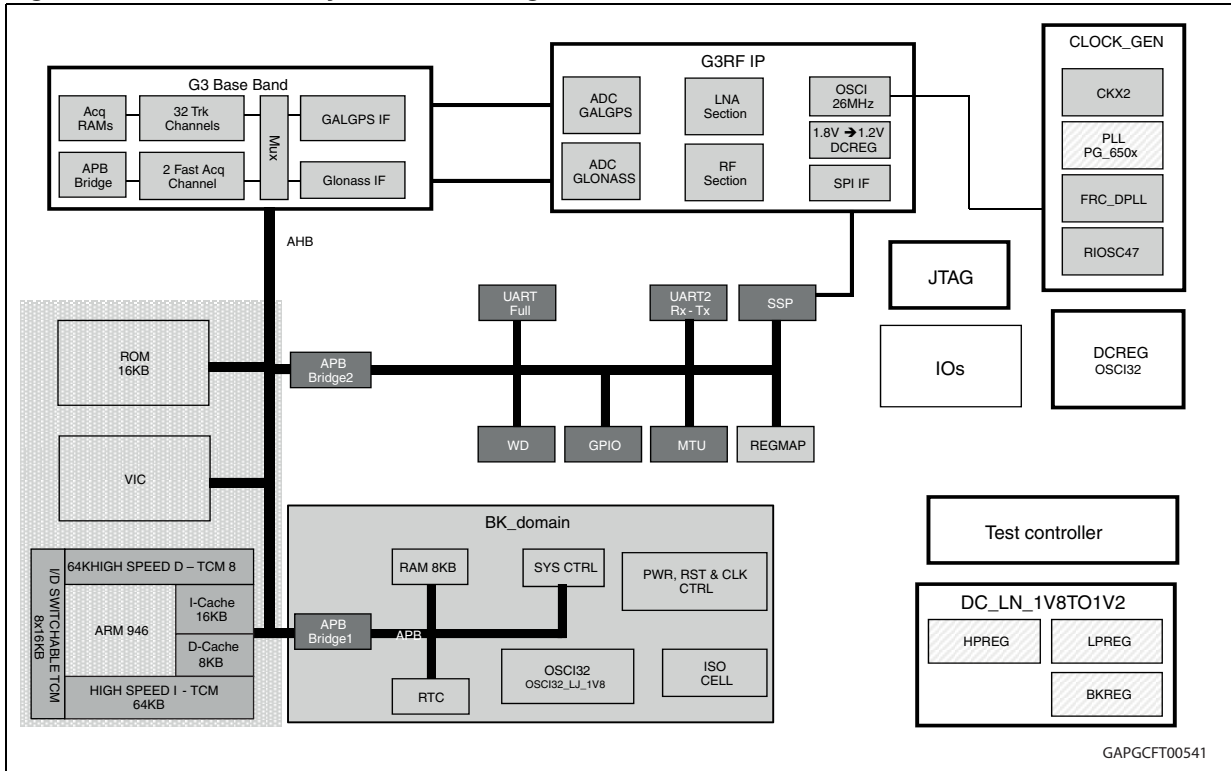 G3 Base Band
Acq
RAMs
32 Trk
Channels
Mux
GALGPS IF
APB
Bridge
2 Fast Acq
Channel
Glonass IF
G3RF IP
ADC
GALGPS
LNA
Section
OSCI
26MHz
1.8V ➔1.2V
DCREG
ADC
GLONASS
RF
Section
SPI IF
CLOCK_GEN
CKX2
PLL
PG_650x
FRC_DPLL
RIOSC47
AHB
JTAG
UART
Full
UART2
Rx - Tx
SSP
ROM
16KB
APB
Bridge2
IOs
DCREG
OSCI32
WD
GPIO
MTU
REGMAP
VIC
BK_domain
Test controller
64KHIGH SPEED D – TCM 8
I/D SWITCHABLE TCM
8x16KB
I-Cache
16KB
ARM 946
D-Cache
8KB
HIGH SPEED I - TCM
64KB
RAM 8KB
SYS CTRL
PWR, RST & CLK
CTRL
APB
Bridge1
APB
OSCI32
OSCI32_LJ_1V8
ISO
CELL
RTC
DC_LN_1V8TO1V2
HPREG
LPREG
BKREG
GAPGCFT00541